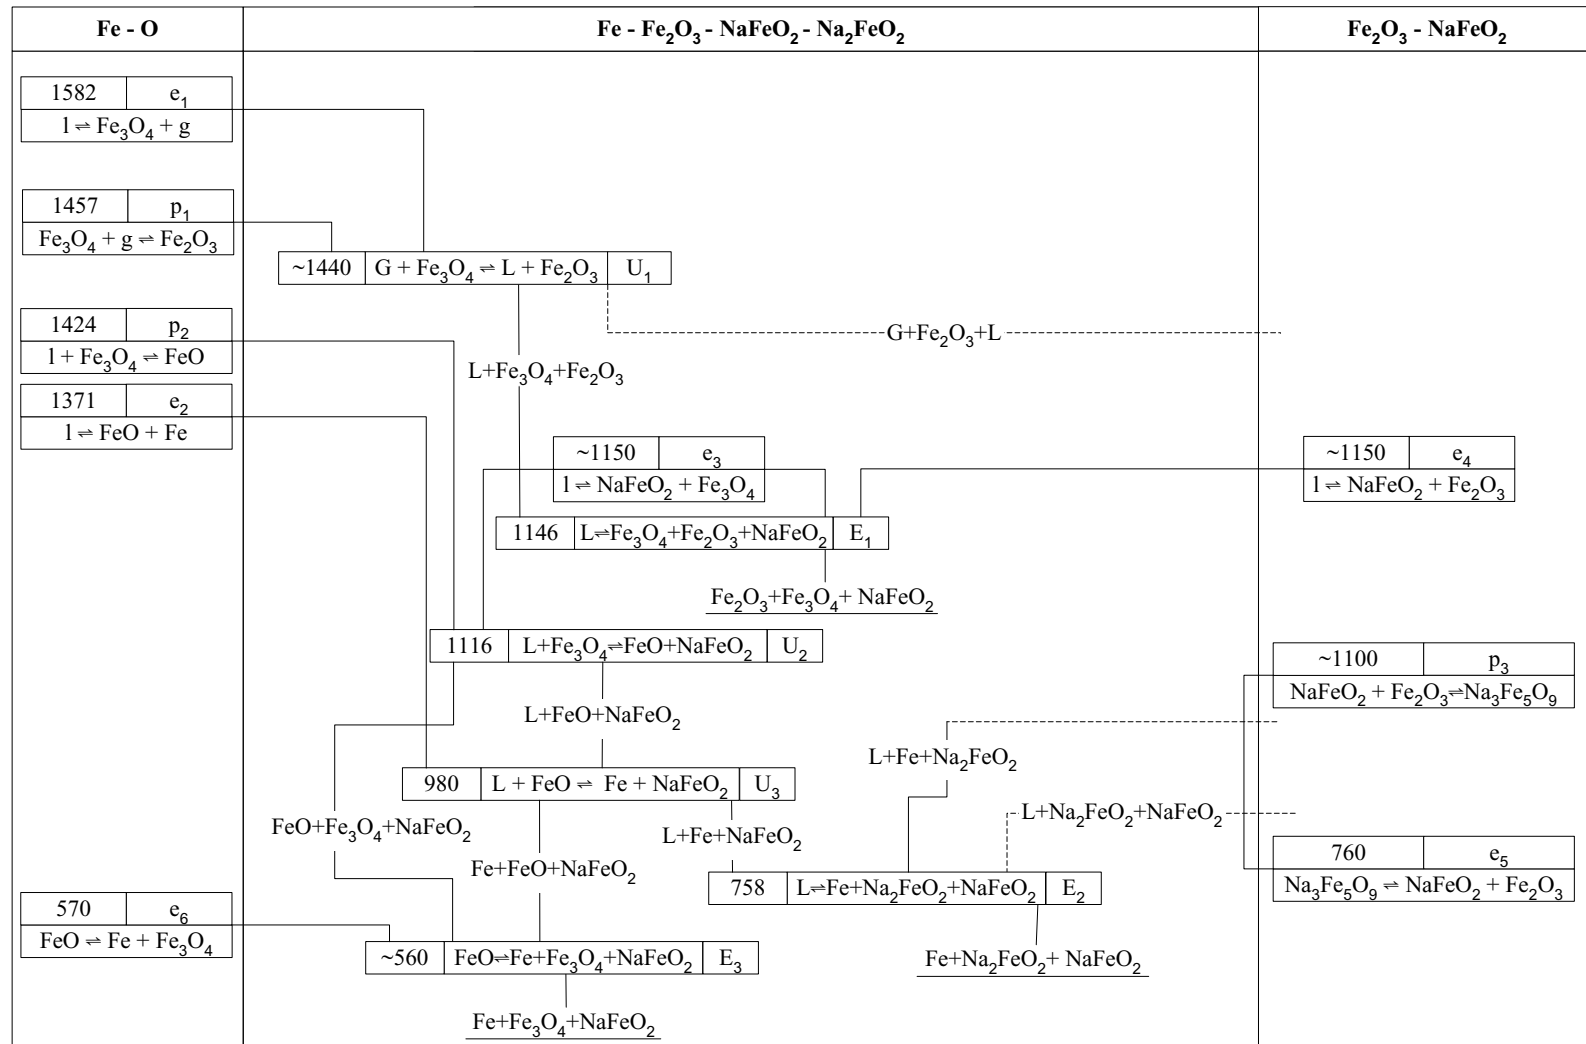 Fe - O
Fe - Fe₂O₃ - NaFeO₂ - Na₂FeO₂
Fe₂O₃ - NaFeO₂
1582 e₁
l ⇌ Fe₃O₄ + g
1457 p₁
Fe₃O₄ + g ⇌ Fe₂O₃
~1440 G + Fe₃O₄ ⇌ L + Fe₂O₃ U₁
1424 p₂
l + Fe₃O₄ ⇌ FeO
G+Fe₂O₃+L
L+Fe₃O₄+Fe₂O₃
1371 e₂
l ⇌ FeO + Fe
~1150 e₃
l ⇌ NaFeO₂ + Fe₃O₄
~1150 e₄
l ⇌ NaFeO₂ + Fe₂O₃
1146 L⇌Fe₃O₄+Fe₂O₃+NaFeO₂ E₁
Fe₂O₃+Fe₃O₄+ NaFeO₂
1116 L+Fe₃O₄⇌FeO+NaFeO₂ U₂
~1100 p₃
NaFeO₂ + Fe₂O₃⇌Na₃Fe₅O₉
L+FeO+NaFeO₂
L+Fe+Na₂FeO₂
980 L + FeO ⇌ Fe + NaFeO₂ U₃
L+Na₂FeO₂+NaFeO₂
FeO+Fe₃O₄+NaFeO₂
L+Fe+NaFeO₂
Fe+FeO+NaFeO₂
760 e₅
Na₃Fe₅O₉ ⇌ NaFeO₂ + Fe₂O₃
758 L⇌Fe+Na₂FeO₂+NaFeO₂ E₂
570 e₆
FeO ⇌ Fe + Fe₃O₄
~560 FeO⇌Fe+Fe₃O₄+NaFeO₂ E₃
Fe+Na₂FeO₂+ NaFeO₂
Fe+Fe₃O₄+NaFeO₂